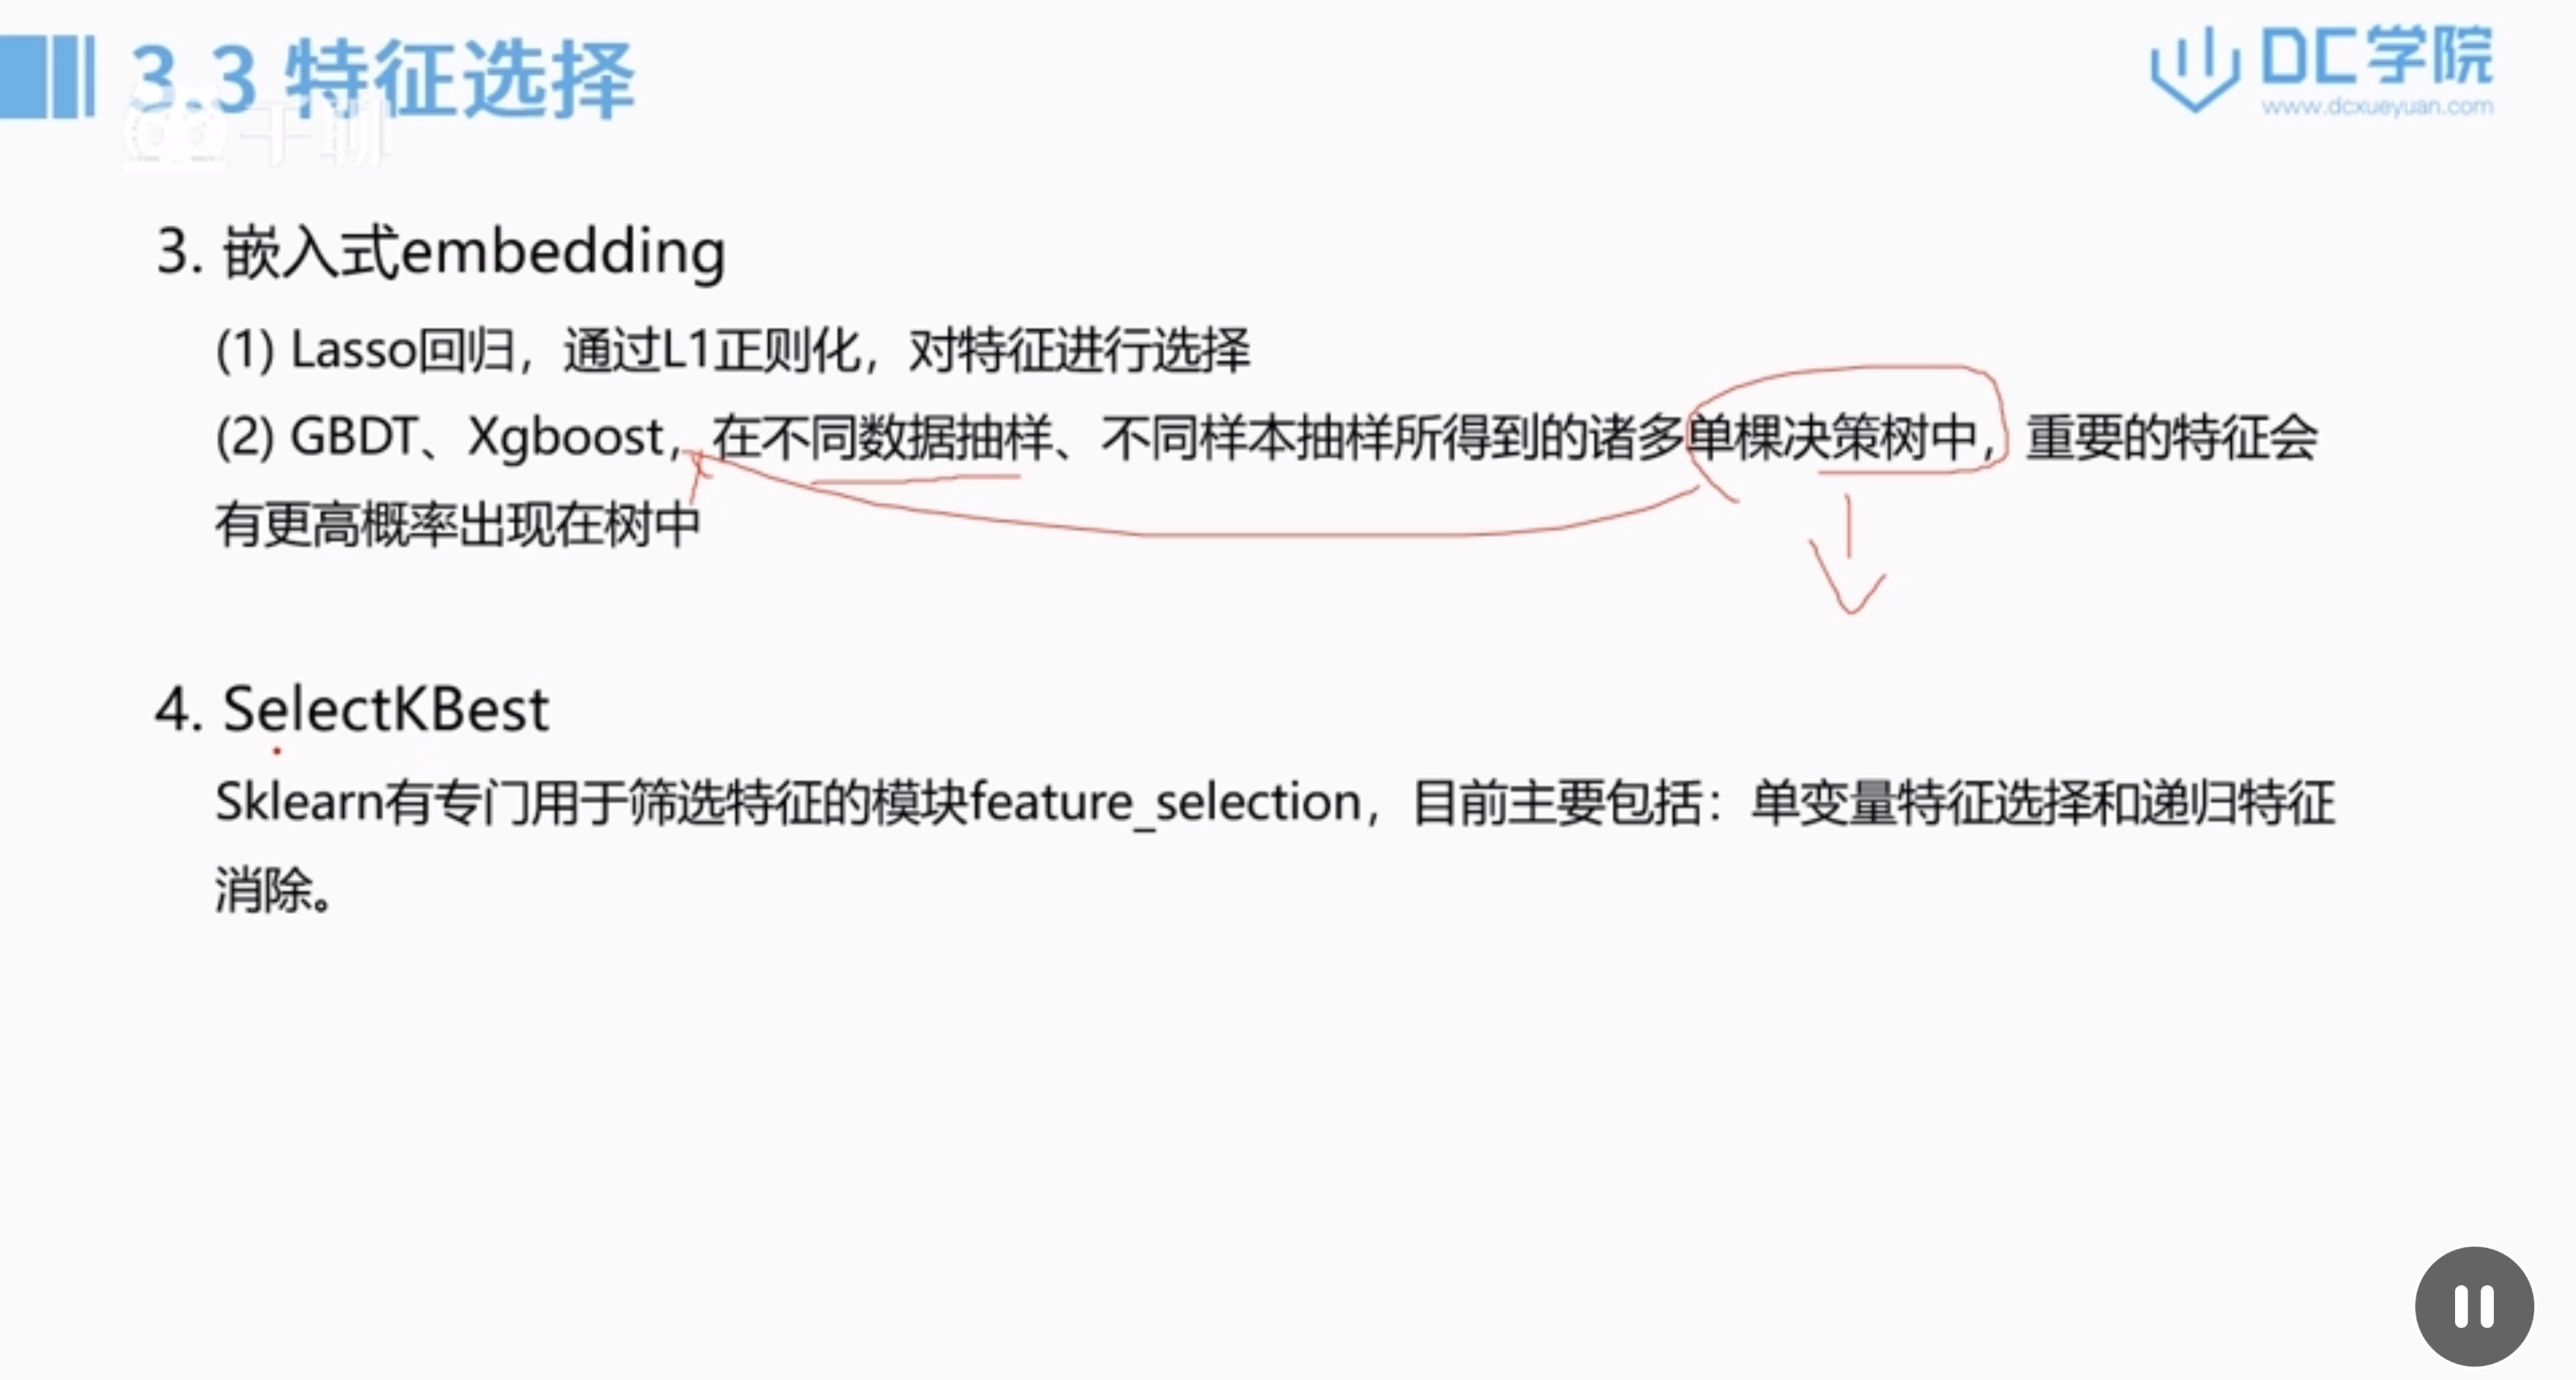 3.3 特征选择
千聊
DC学院
www.dcxueyuan.com
3. 嵌入式embedding
(1) Lasso回归，通过L1正则化，对特征进行选择
(2) GBDT、Xgboost，在不同数据抽样、不同样本抽样所得到的诸多单棵决策树中，重要的特征会
有更高概率出现在树中
4. SelectKBest
Sklearn有专门用于筛选特征的模块feature_selection，目前主要包括：单变量特征选择和递归特征
消除。